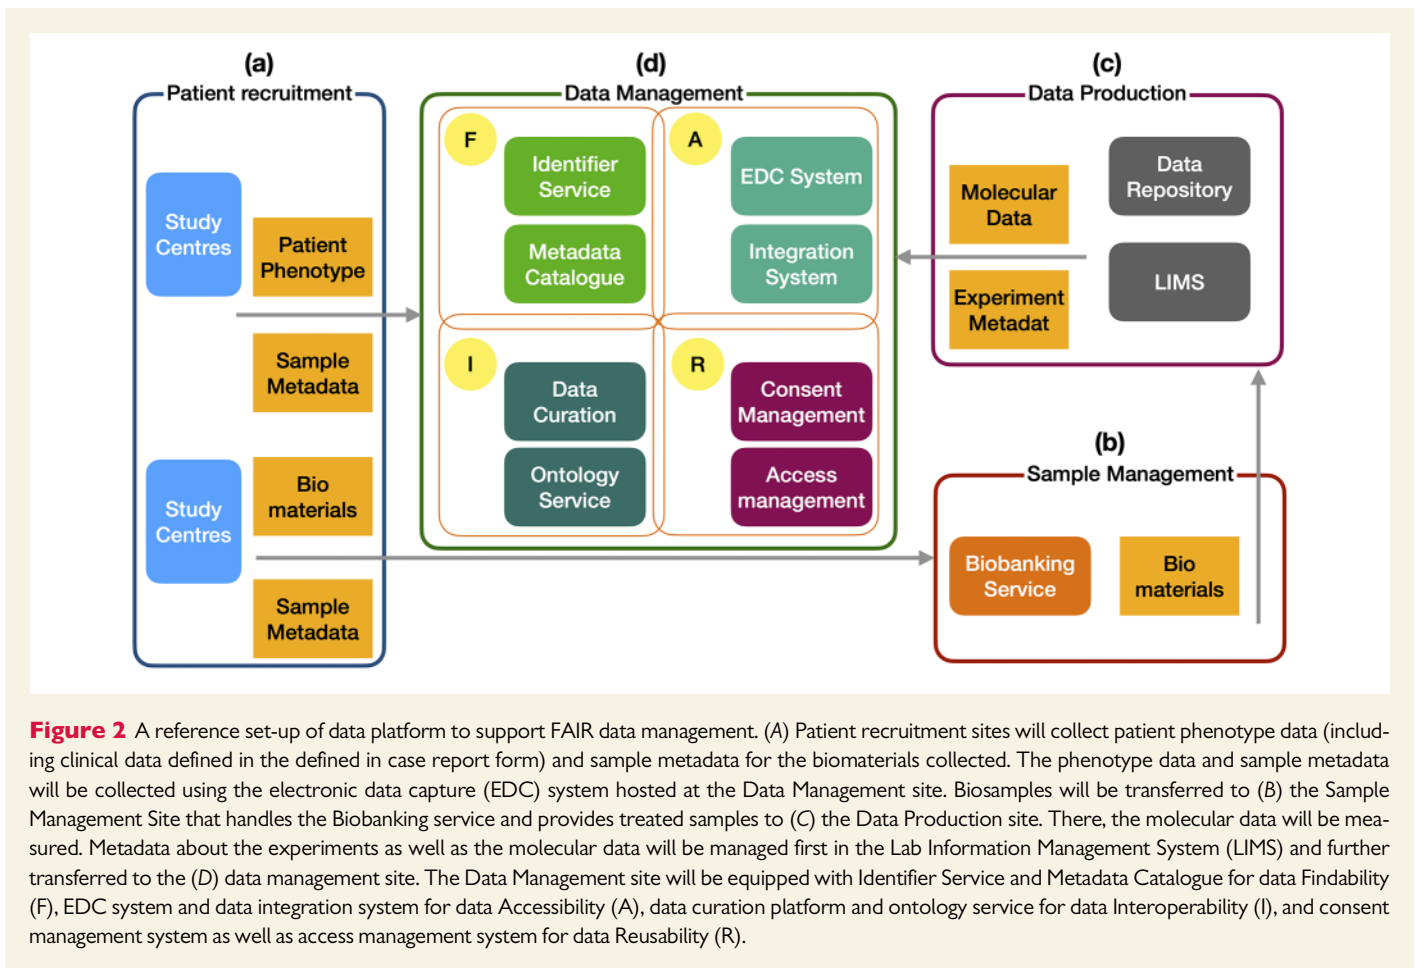 (a)
Patient recruitment
Study
Centres
Patient
Phenotype
Sample
Metadata
Study
Centres
Bio
materials
Sample
Metadata
(d)
Data Management
F
Identifier
Service
Metadata
Catalogue
A
EDC System
Integration
System
I
Data
Curation
Ontology
Service
R
Consent
Management
Access
management
(c)
Data Production
Molecular
Data
Experiment
Metadat
Data
Repository
LIMS
(b)
Sample Management
Biobanking
Service
Bio
materials
Figure 2 A reference set-up of data platform to support FAIR data management. (A) Patient recruitment sites will collect patient phenotype data (includ-
ing clinical data defined in the defined in case report form) and sample metadata for the biomaterials collected. The phenotype data and sample metadata
will be collected using the electronic data capture (EDC) system hosted at the Data Management site. Biosamples will be transferred to (B) the Sample
Management Site that handles the Biobanking service and provides treated samples to (C) the Data Production site. There, the molecular data will be mea-
sured. Metadata about the experiments as well as the molecular data will be managed first in the Lab Information Management System (LIMS) and further
transferred to the (D) data management site. The Data Management site will be equipped with Identifier Service and Metadata Catalogue for data Findability
(F), EDC system and data integration system for data Accessibility (A), data curation platform and ontology service for data Interoperability (I), and consent
management system as well as access management system for data Reusability (R).